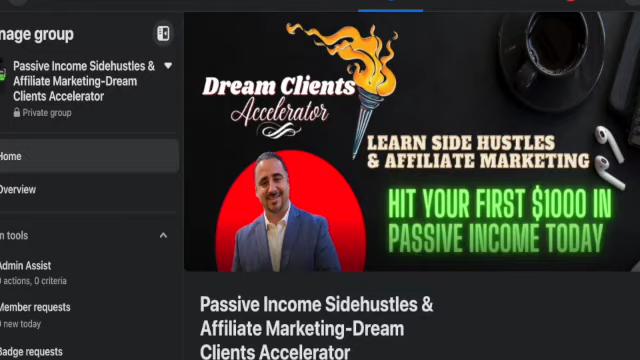 nage group
Passive Income Sidehustles &
Affiliate Marketing-Dream
Clients Accelerator
Private group
Home
Overview
n tools
Admin Assist
actions, 0 criteria
Member requests
new today
Badge requests
Dream Clients
Accelerator
LEARN SIDE HUSTLES
& AFFILIATE MARKETING
HIT YOUR FIRST $1000 IN
PASSIVE INCOME TODAY
Passive Income Sidehustles &
Affiliate Marketing-Dream
Clients Accelerator